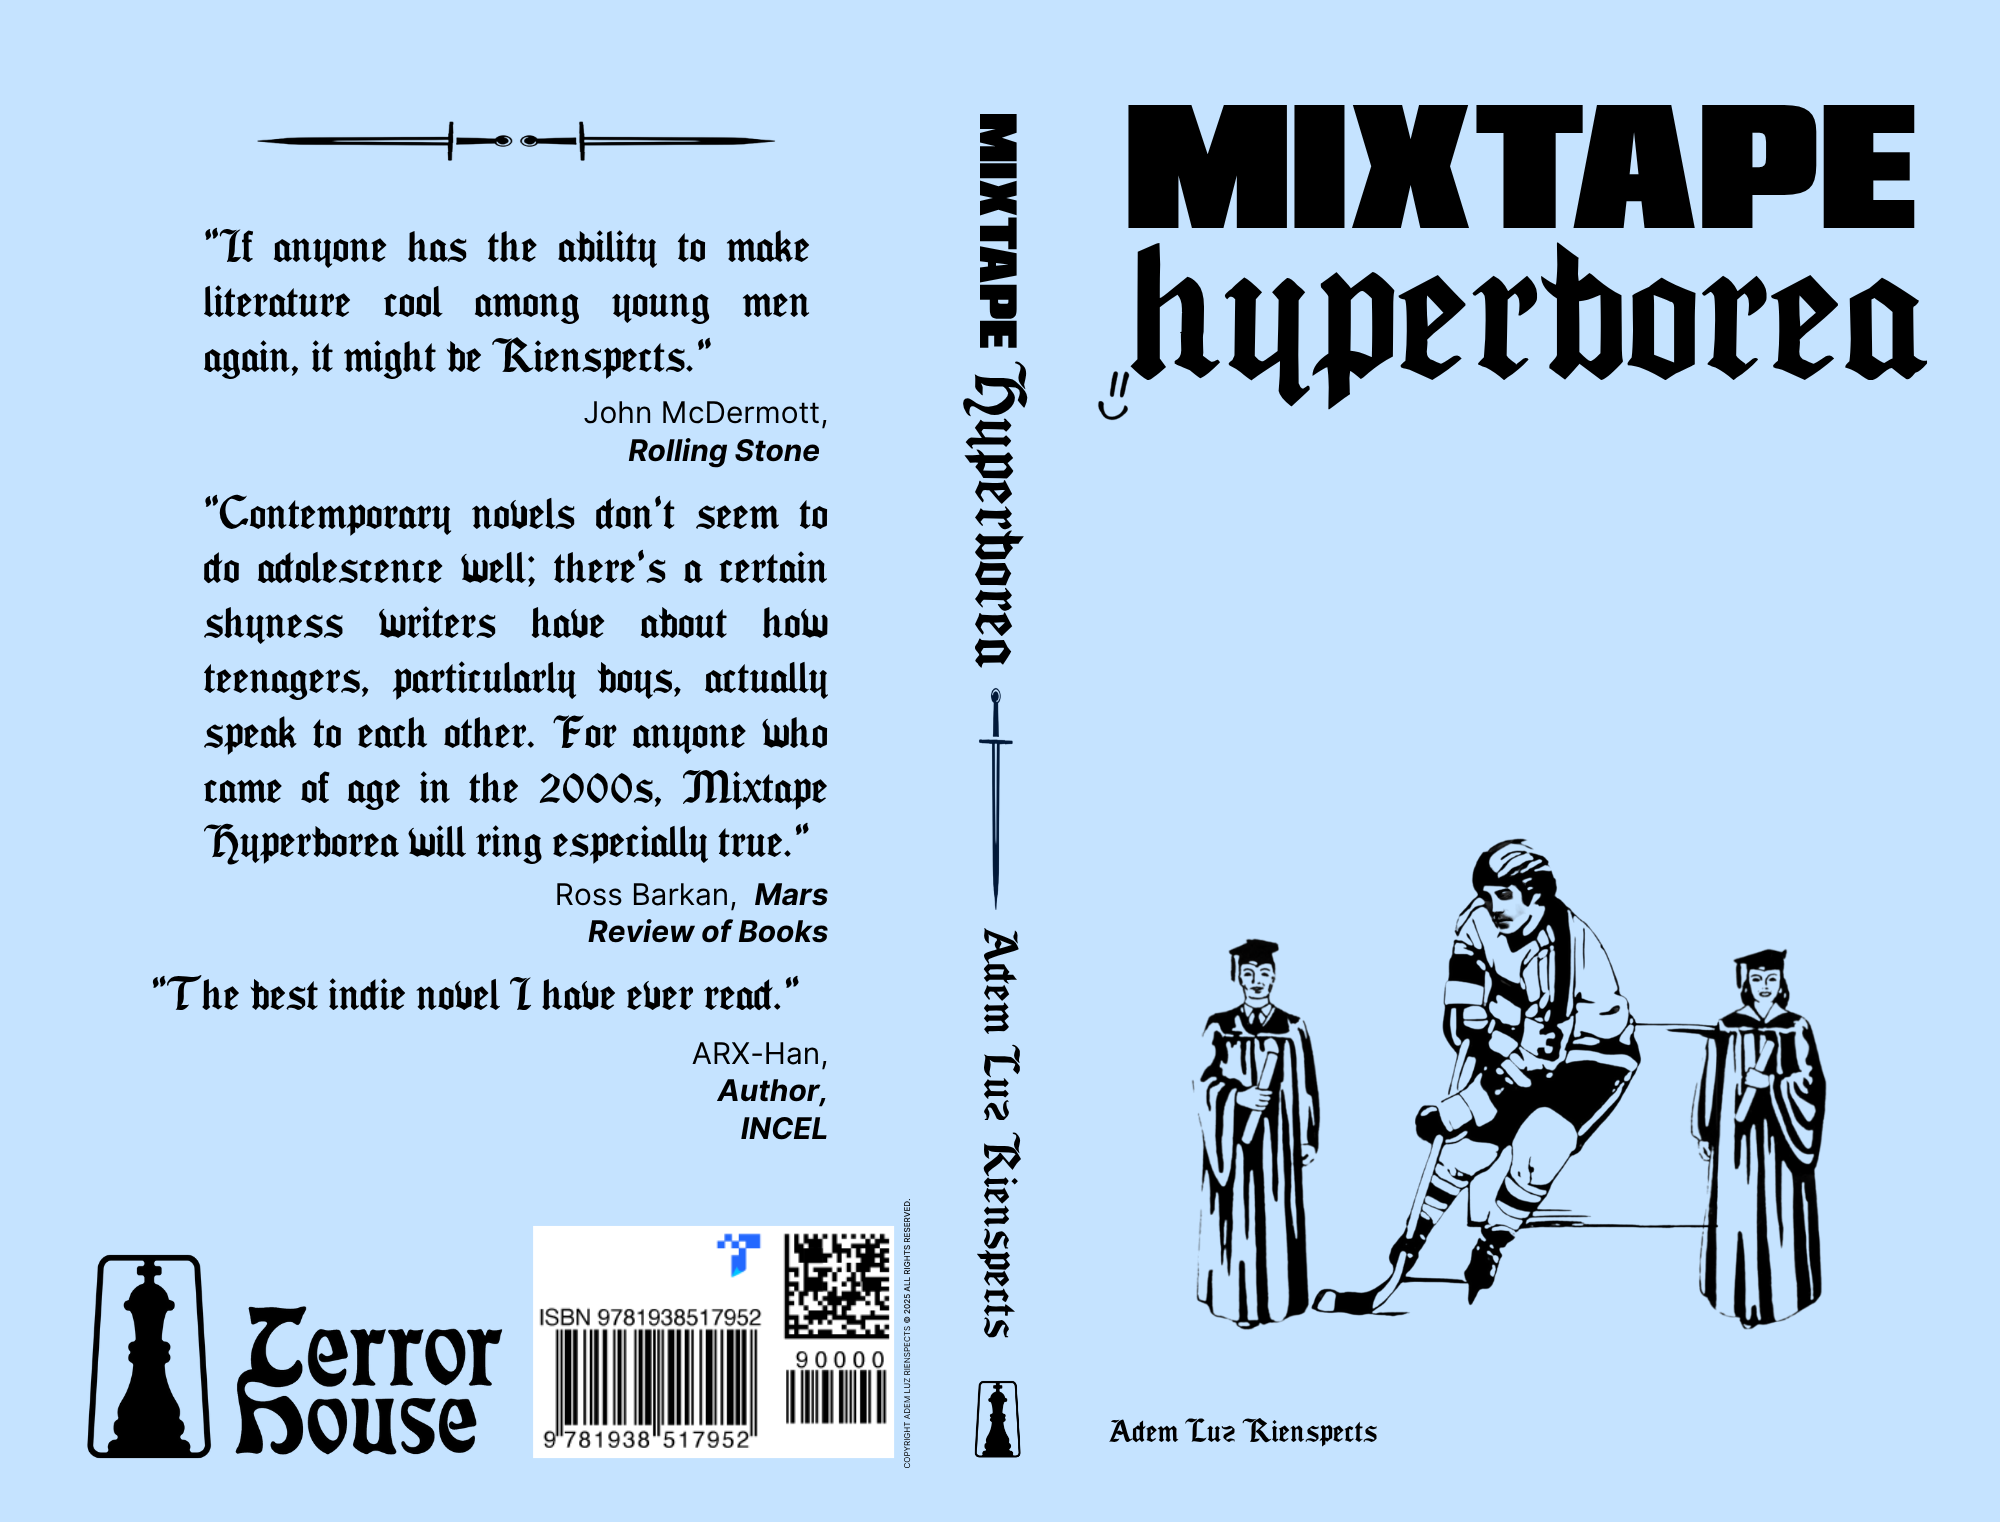 "If anyone has the ability to make
literature cool among young men
again, it might be Rienspects."
John McDermott,
Rolling Stone
"Contemporary novels don't seem to
do adolescence well; there's a certain
shyness writers have about how
teenagers, particularly boys, actually
speak to each other. For anyone who
came of age in the 2000s, Mixtape
Hyperborea will ring especially true."
Ross Barkan, Mars
Review of Books
"The best indie novel I have ever read."
ARX-Han,
Author,
INCEL
Terror
House
ISBN 9781938517952
90000
9 781938 517952
COPYRIGHT ADEM LUZ RIENSPECTS © 2025 ALL RIGHTS RESERVED.
MIXTAPE Hyperborea
Adem Luz Rienspects
MIXTAPE
hyperborea
3
Adem Luz Rienspects